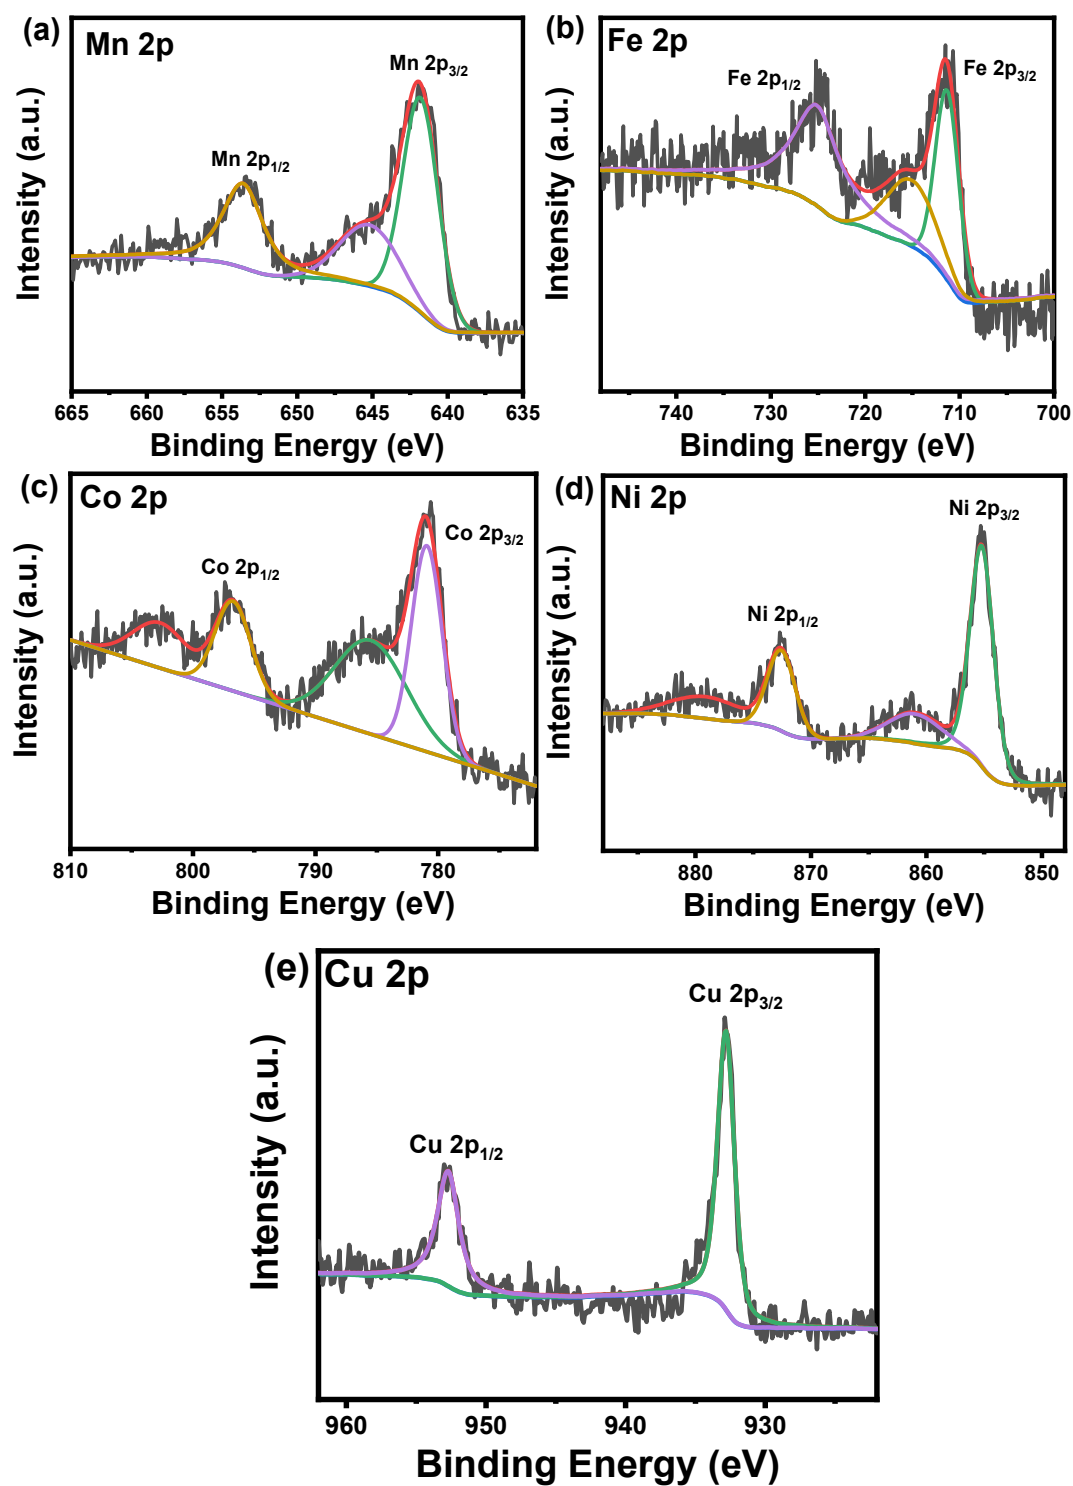 (a) Mn 2p
Mn 2p3/2
Mn 2p1/2
Intensity (a.u.)
665 660 655 650 645 640 635
Binding Energy (eV)
(b) Fe 2p
Fe 2p1/2
Fe 2p3/2
Intensity (a.u.)
740 730 720 710 700
Binding Energy (eV)
(c) Co 2p
Co 2p3/2
Co 2p1/2
Intensity (a.u.)
810 800 790 780
Binding Energy (eV)
(d) Ni 2p
Ni 2p3/2
Ni 2p1/2
Intensity (a.u.)
880 870 860 850
Binding Energy (eV)
(e) Cu 2p
Cu 2p3/2
Cu 2p1/2
Intensity (a.u.)
960 950 940 930
Binding Energy (eV)